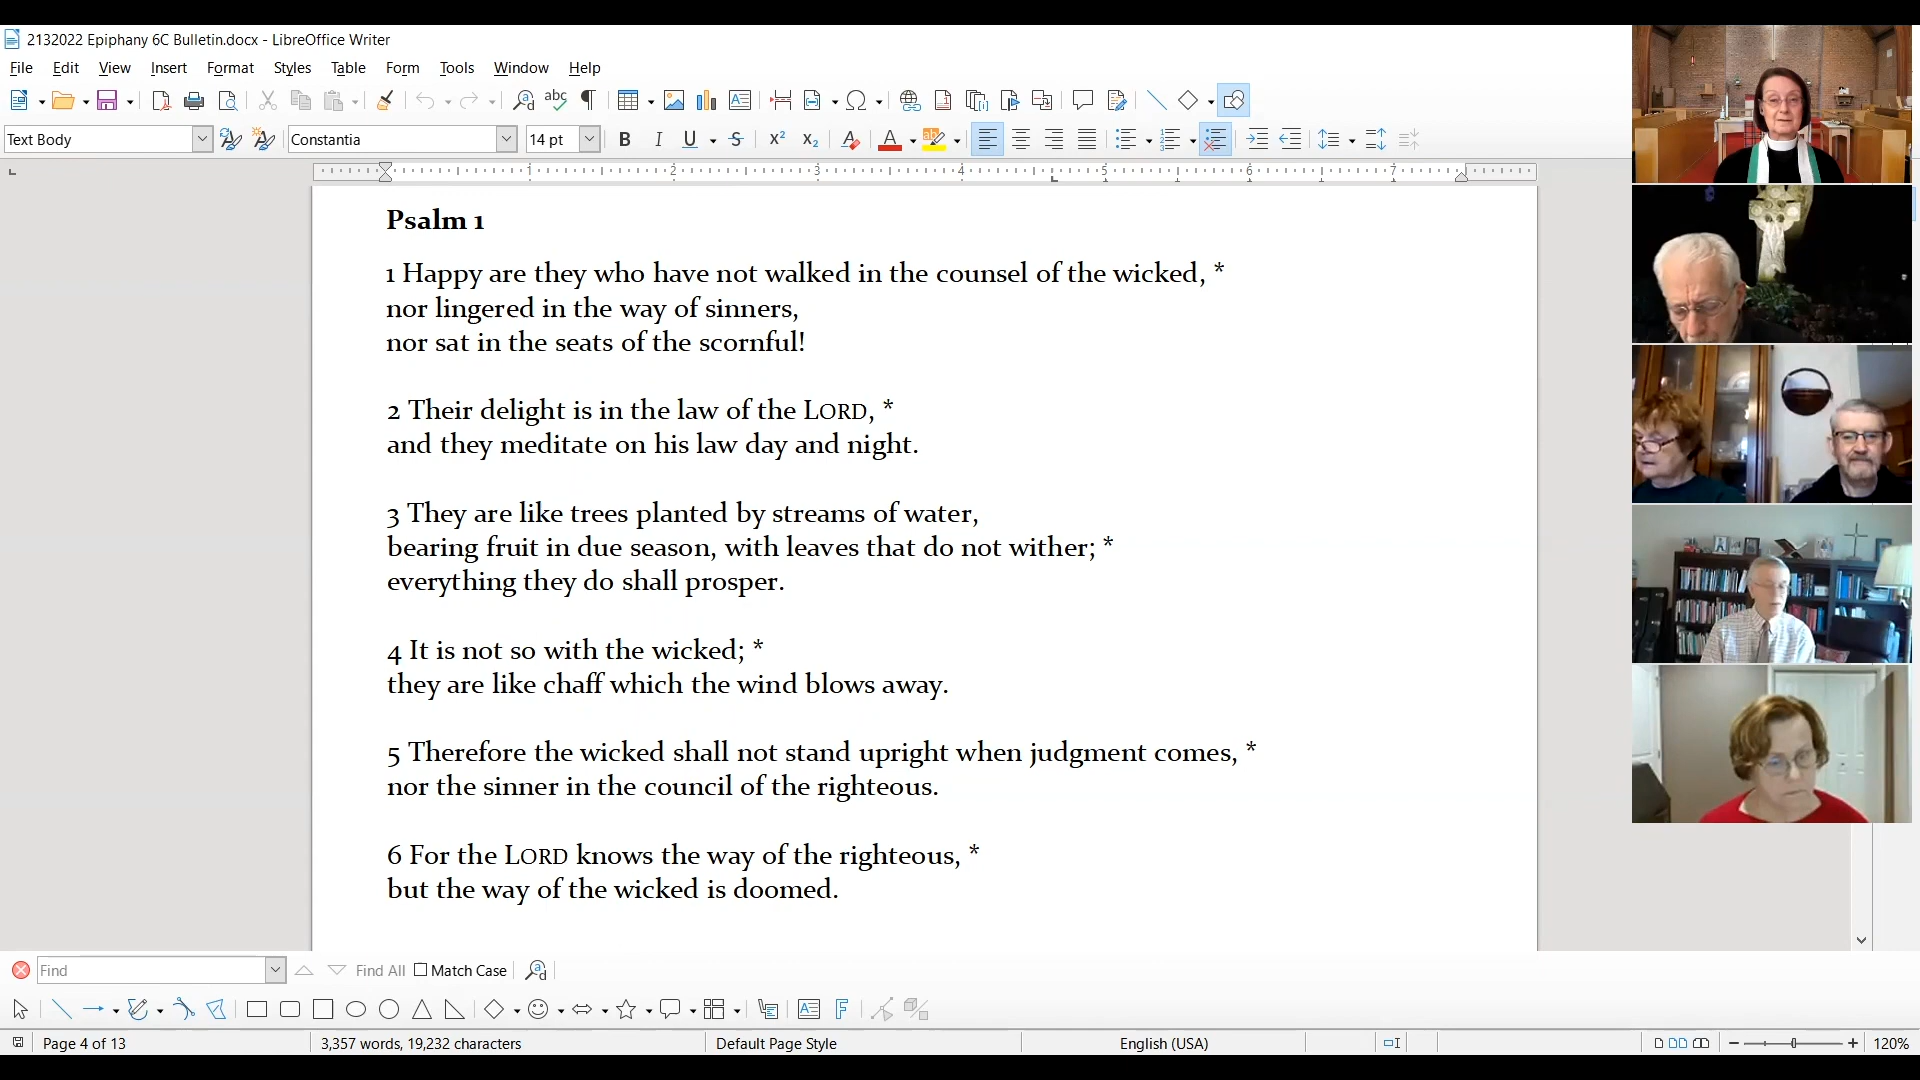 2132022 Epiphany 6C Bulletin.docx - LibreOffice Writer
File Edit View Insert Format Styles Table Form Tools Window Help
Text Body Constantia 14 pt
1 2 3 4 5 6 7
Psalm 1
1 Happy are they who have not walked in the counsel of the wicked, *
nor lingered in the way of sinners,
nor sat in the seats of the scornful!
2 Their delight is in the law of the LORD, *
and they meditate on his law day and night.
3 They are like trees planted by streams of water,
bearing fruit in due season, with leaves that do not wither; *
everything they do shall prosper.
4 It is not so with the wicked; *
they are like chaff which the wind blows away.
5 Therefore the wicked shall not stand upright when judgment comes, *
nor the sinner in the council of the righteous.
6 For the LORD knows the way of the righteous, *
but the way of the wicked is doomed.
Find Find All Match Case
Page 4 of 13 3,357 words, 19,232 characters Default Page Style English (USA) 120%